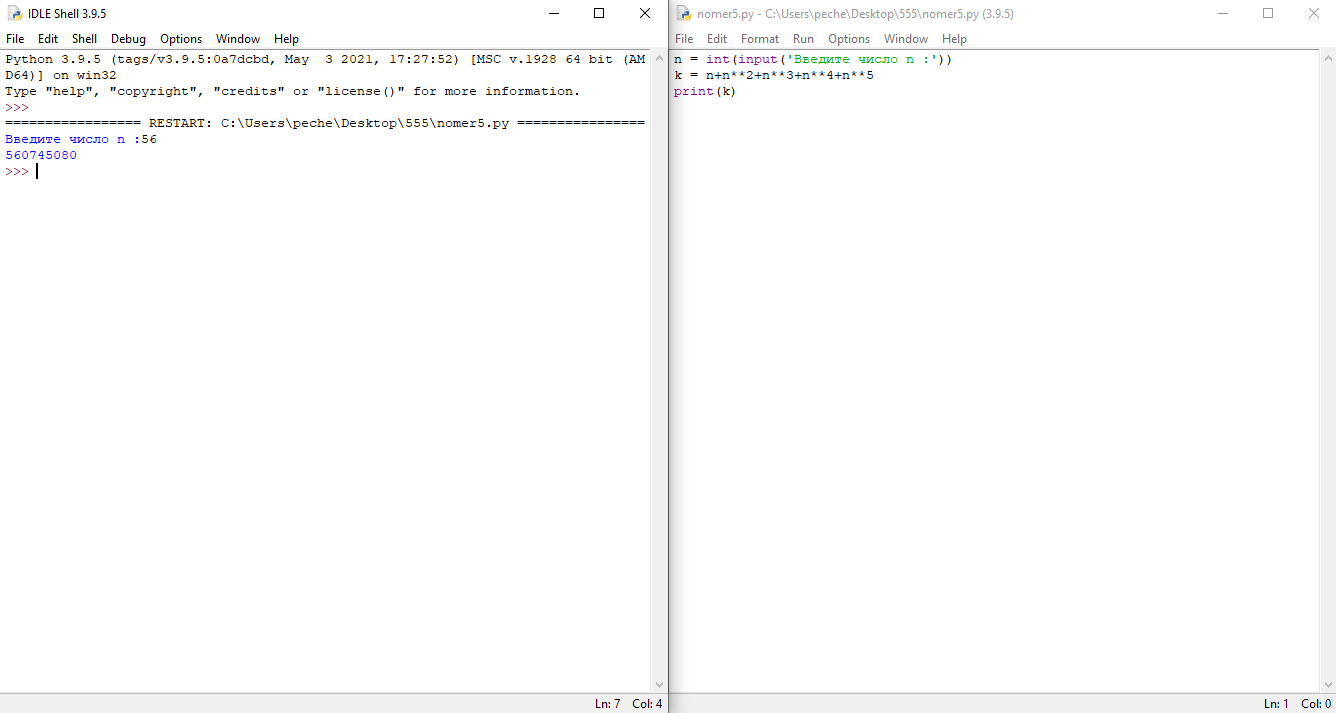 IDLE Shell 3.9.5
File Edit Shell Debug Options Window Help
Python 3.9.5 (tags/v3.9.5:0a7dcbd, May  3 2021, 17:27:52) [MSC v.1928 64 bit (AM
D64)] on win32
Type "help", "copyright", "credits" or "license()" for more information.
>>>
================= RESTART: C:\Users\peche\Desktop\555\nomer5.py ================
Введите число n :56
560745080
>>>
Ln: 7 Col: 4
nomer5.py - C:\Users\peche\Desktop\555\nomer5.py (3.9.5)
File Edit Format Run Options Window Help
n = int(input('Введите число n :'))
k = n+n**2+n**3+n**4+n**5
print(k)
Ln: 1 Col: 0